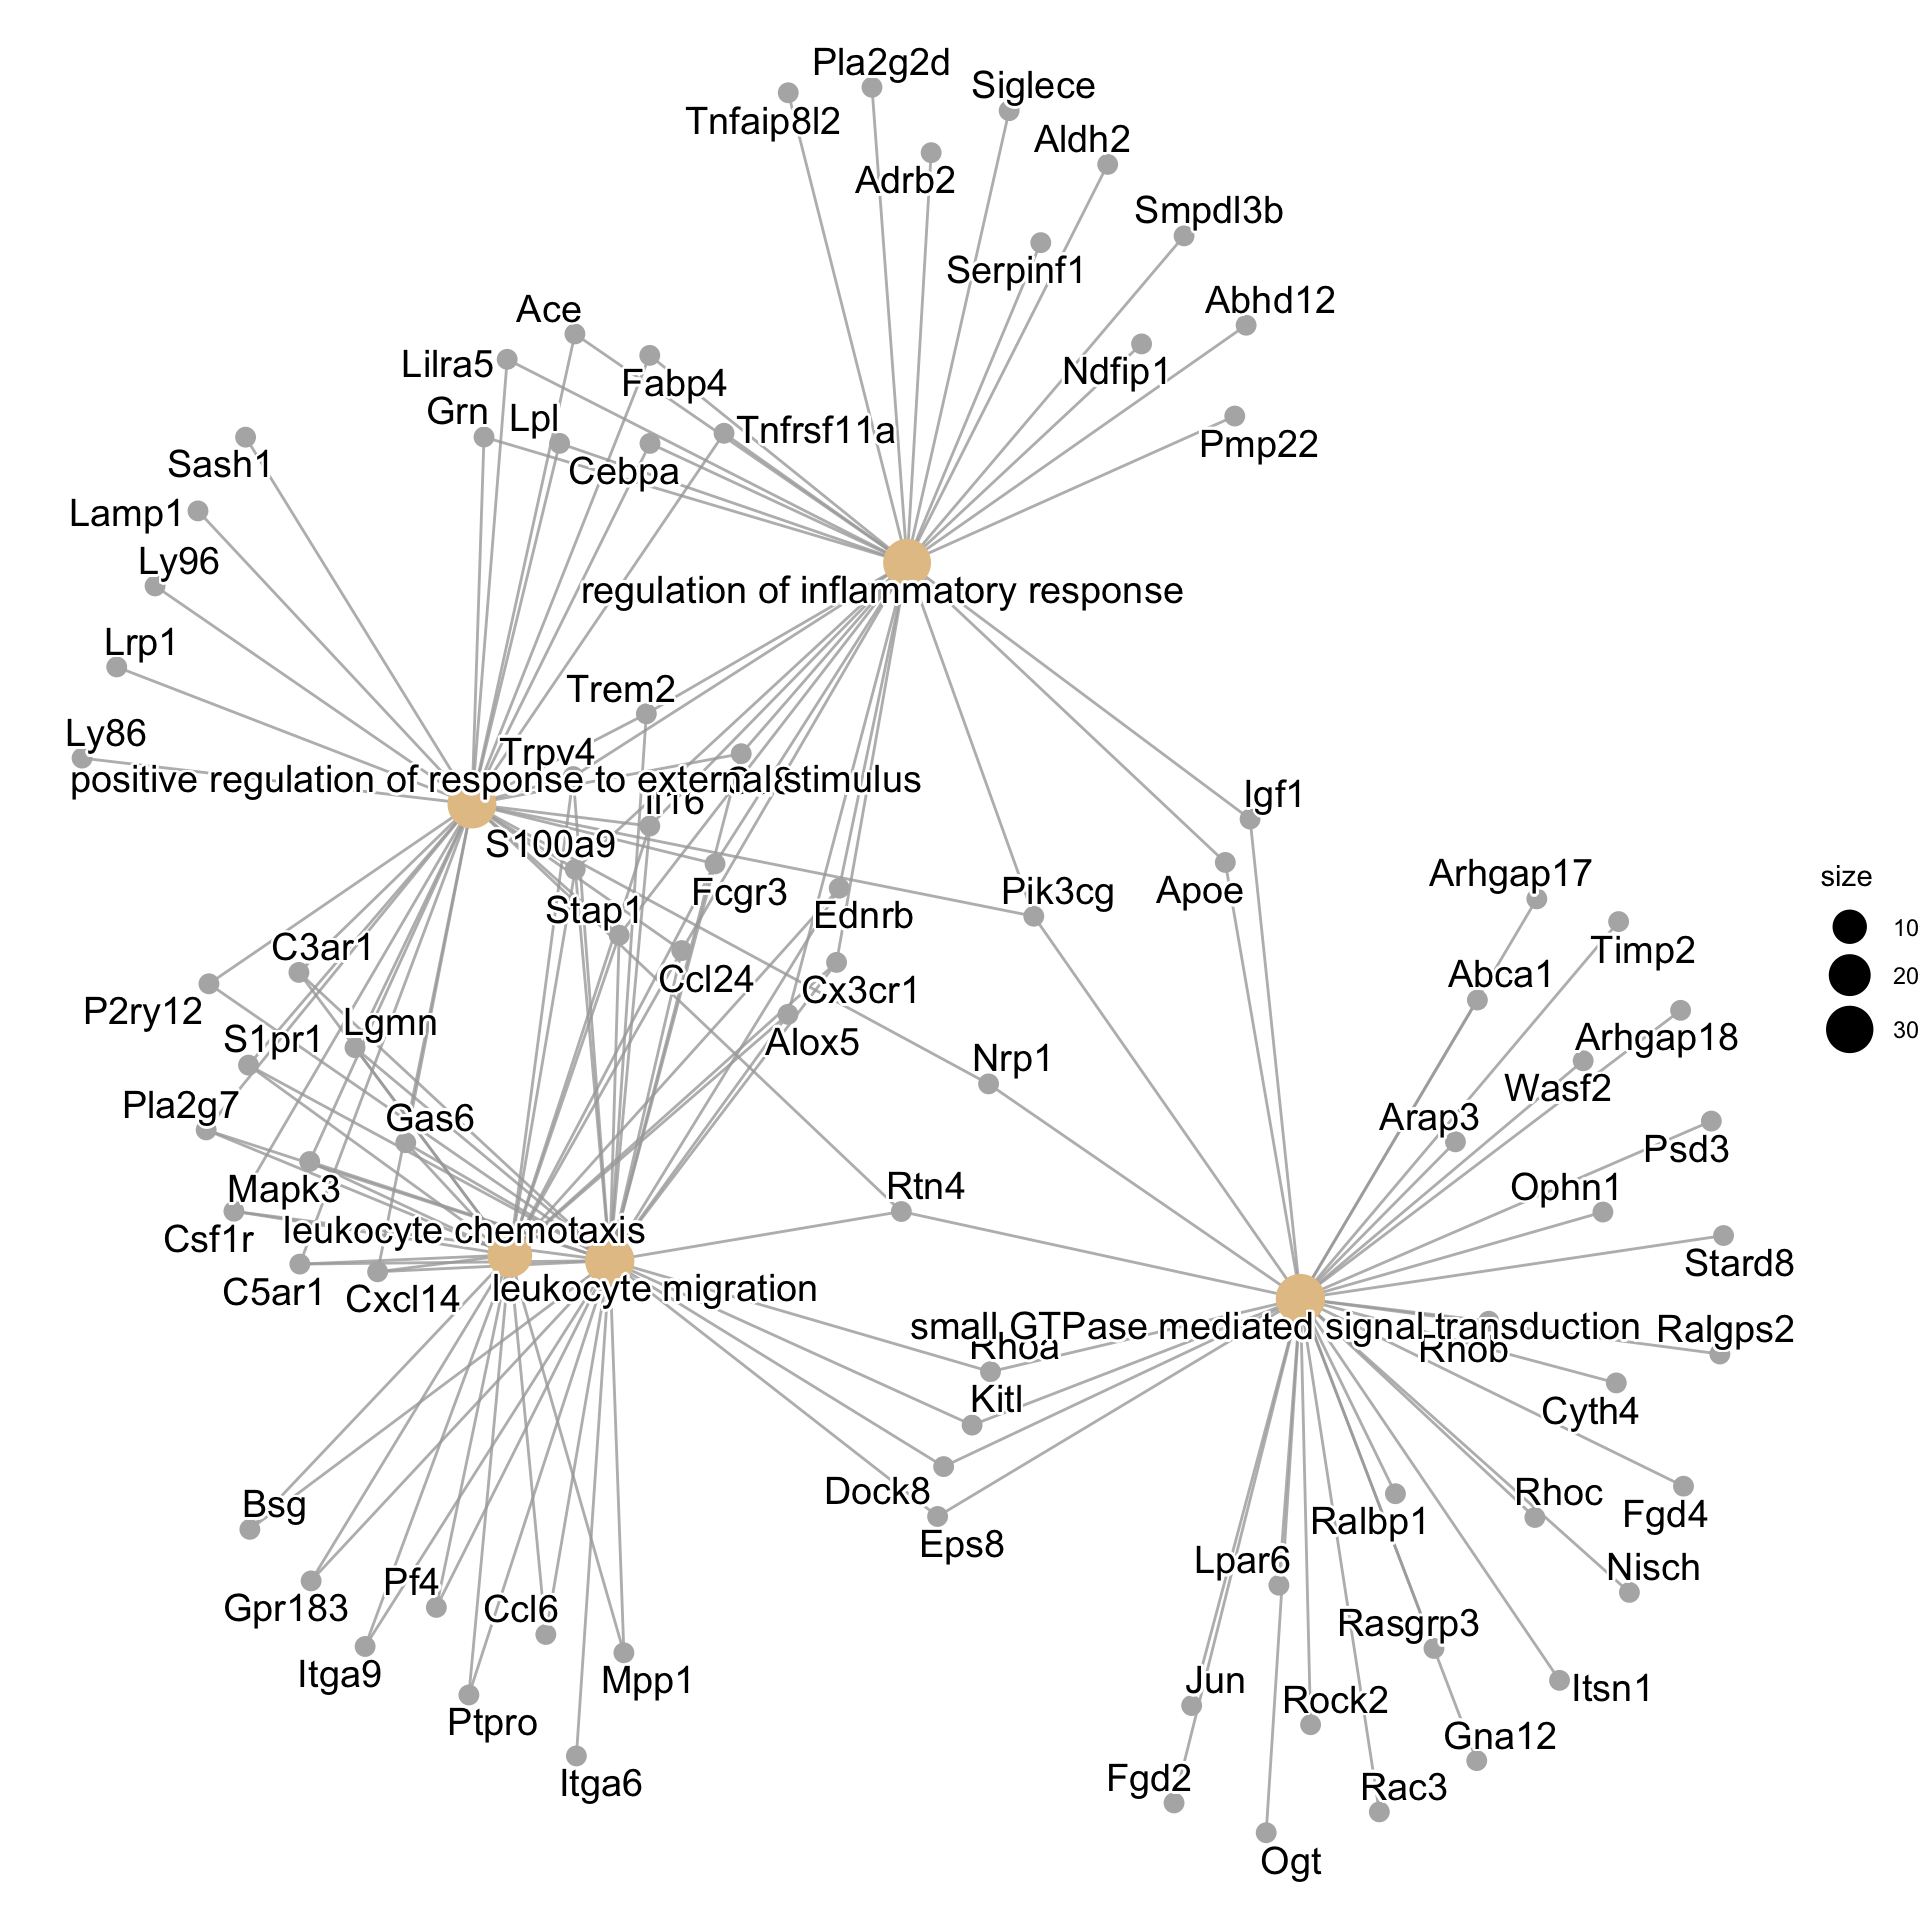 Pla2g2d
Siglece
Tnfaip8l2
Aldh2
Adrb2
Smpdl3b
Serpinf1
Abhd12
Ace
Lilra5
Ndfip1
Fabp4
Grn
Lpl
Tnfrsf11a
Pmp22
Sash1
Cebpa
Lamp1
Ly96
regulation of inflammatory response
Lrp1
Trem2
Ly86
Trpv4
positive regulation of response to external stimulus
Igf1
Il16
S100a9
Arhgap17
size
Fcgr3
Pik3cg
Apoe
Stap1
Ednrb
10
C3ar1
Timp2
Abca1
20
Ccl24
Cx3cr1
P2ry12
Lgmn
30
S1pr1
Alox5
Arhgap18
Nrp1
Wasf2
Pla2g7
Gas6
Arap3
Psd3
Mapk3
Rtn4
Ophn1
leukocyte chemotaxis
Csf1r
Stard8
C5ar1
Cxcl14
leukocyte migration
small GTPase mediated signal transduction
Ralgps2
Rhoa
Rhob
Kitl
Cyth4
Dock8
Rhoc
Bsg
Ralbp1
Fgd4
Eps8
Lpar6
Nisch
Pf4
Gpr183
Ccl6
Rasgrp3
Itga9
Mpp1
Jun
Itsn1
Rock2
Ptpro
Gna12
Itga6
Fgd2
Rac3
Ogt